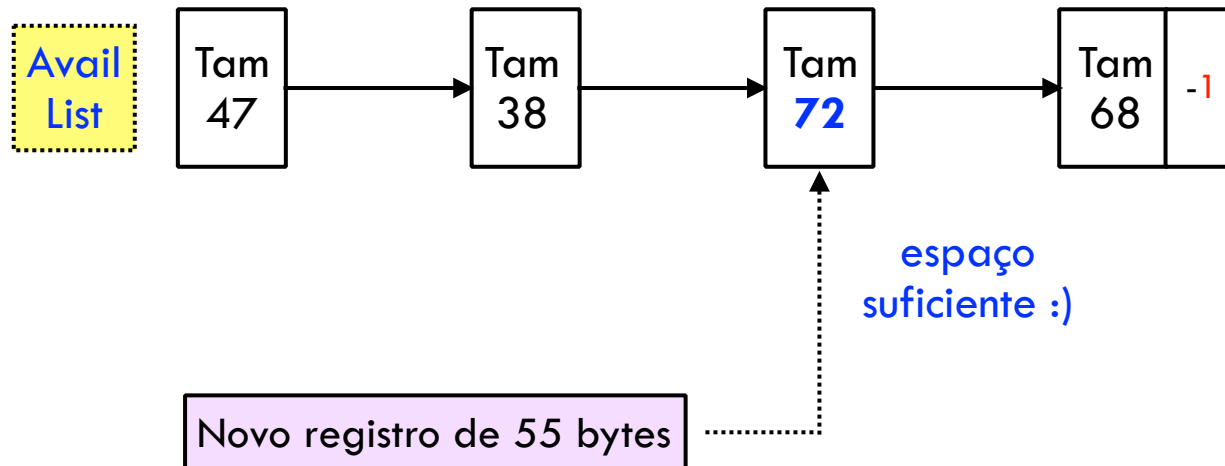 Avail
List
Tam
47
Tam
38
Tam
72
Tam
68
-1
espaço
suficiente :)
Novo registro de 55 bytes